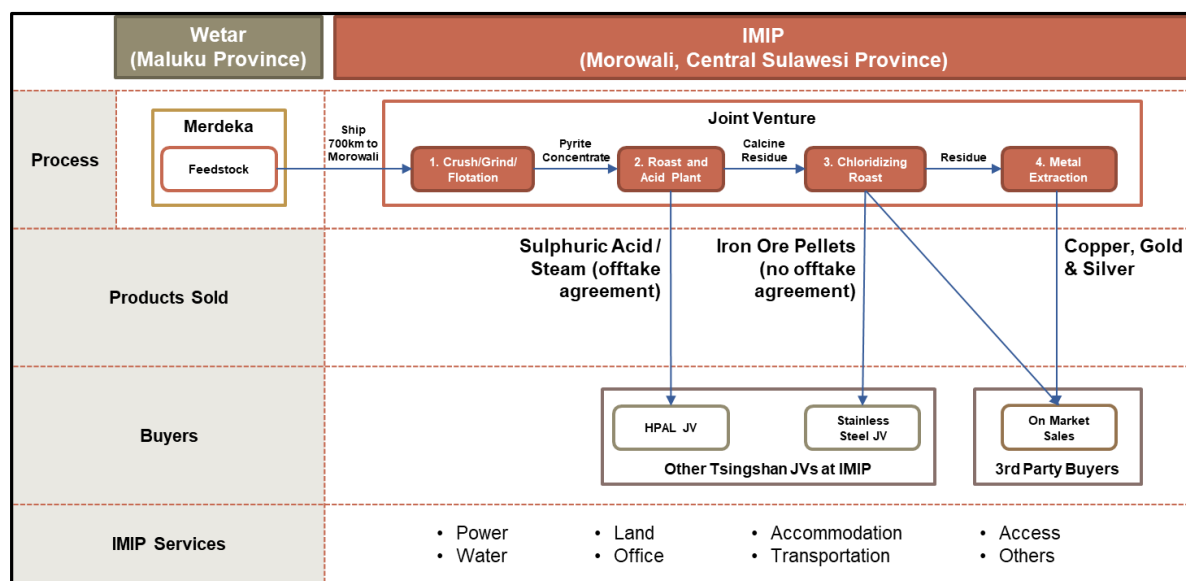 Wetar
(Maluku Province)
IMIP
(Morowali, Central Sulawesi Province)
Process
Merdeka
Feedstock
Ship
700km to
Morowali
Joint Venture
1. Crush/Grind/
Flotation
Pyrite
Concentrate
2. Roast and
Acid Plant
Calcine
Residue
3. Chloridizing
Roast
Residue
4. Metal
Extraction
Products Sold
Sulphuric Acid /
Steam (offtake
agreement)
Iron Ore Pellets
(no offtake
agreement)
Copper, Gold
& Silver
Buyers
HPAL JV
Stainless
Steel JV
Other Tsingshan JVs at IMIP
On Market
Sales
3rd Party Buyers
IMIP Services
• Power
• Water
• Land
• Office
• Accommodation
• Transportation
• Access
• Others